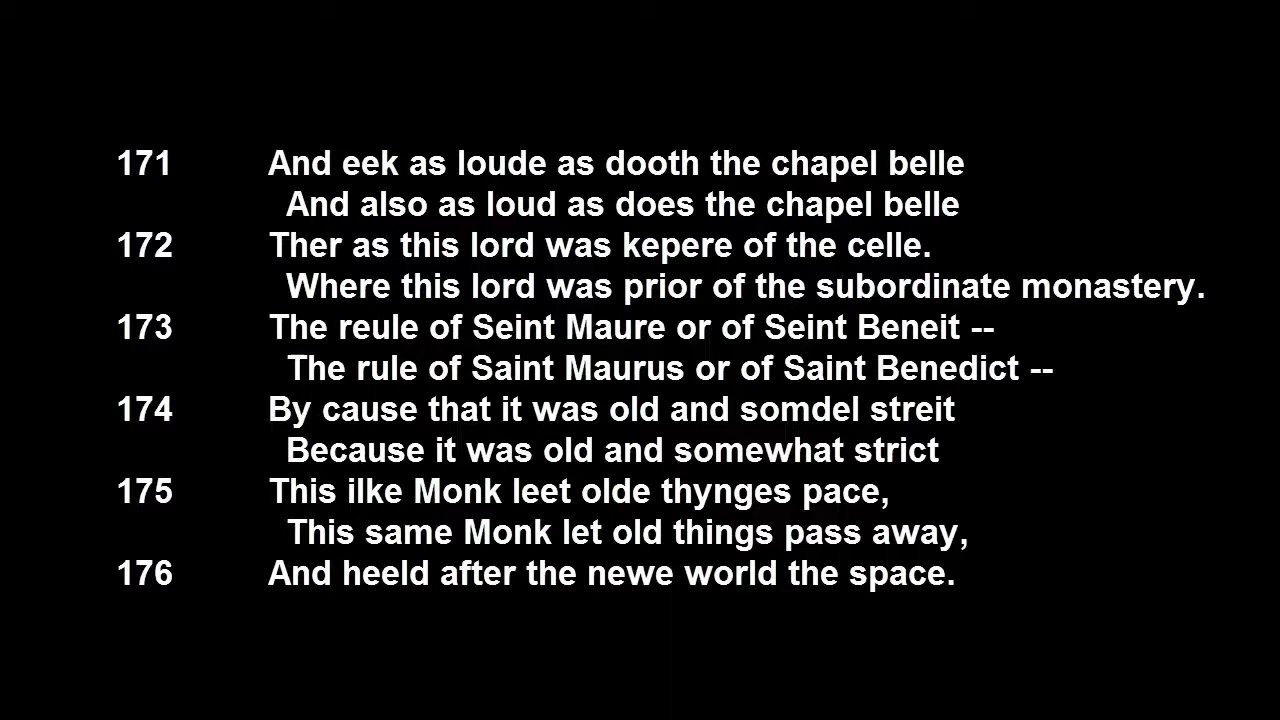 171 And eek as loude as dooth the chapel belle
And also as loud as does the chapel belle
172 Ther as this lord was kepere of the celle.
Where this lord was prior of the subordinate monastery.
173 The reule of Seint Maure or of Seint Beneit --
The rule of Saint Maurus or of Saint Benedict --
174 By cause that it was old and somdel streit
Because it was old and somewhat strict
175 This ilke Monk leet olde thynges pace,
This same Monk let old things pass away,
176 And heeld after the newe world the space.